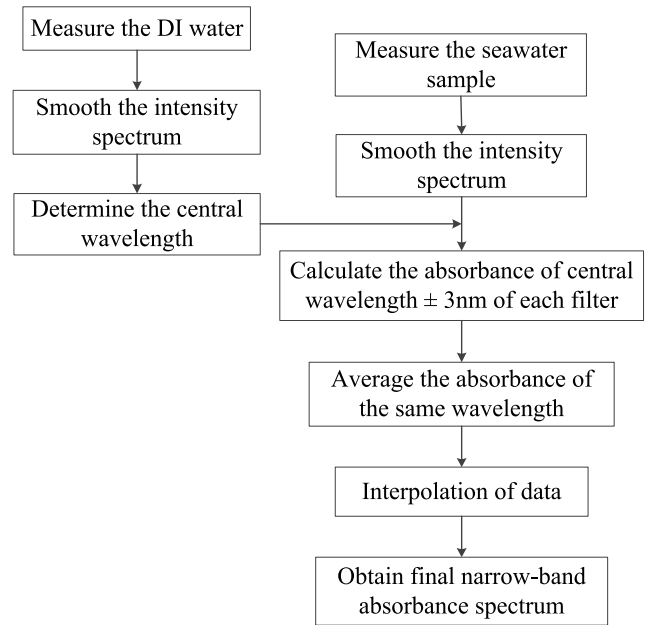 Measure the DI water
Smooth the intensity
spectrum
Determine the central
wavelength
Measure the seawater
sample
Smooth the intensity
spectrum
Calculate the absorbance of central
wavelength ± 3nm of each filter
Average the absorbance of
the same wavelength
Interpolation of data
Obtain final narrow-band
absorbance spectrum